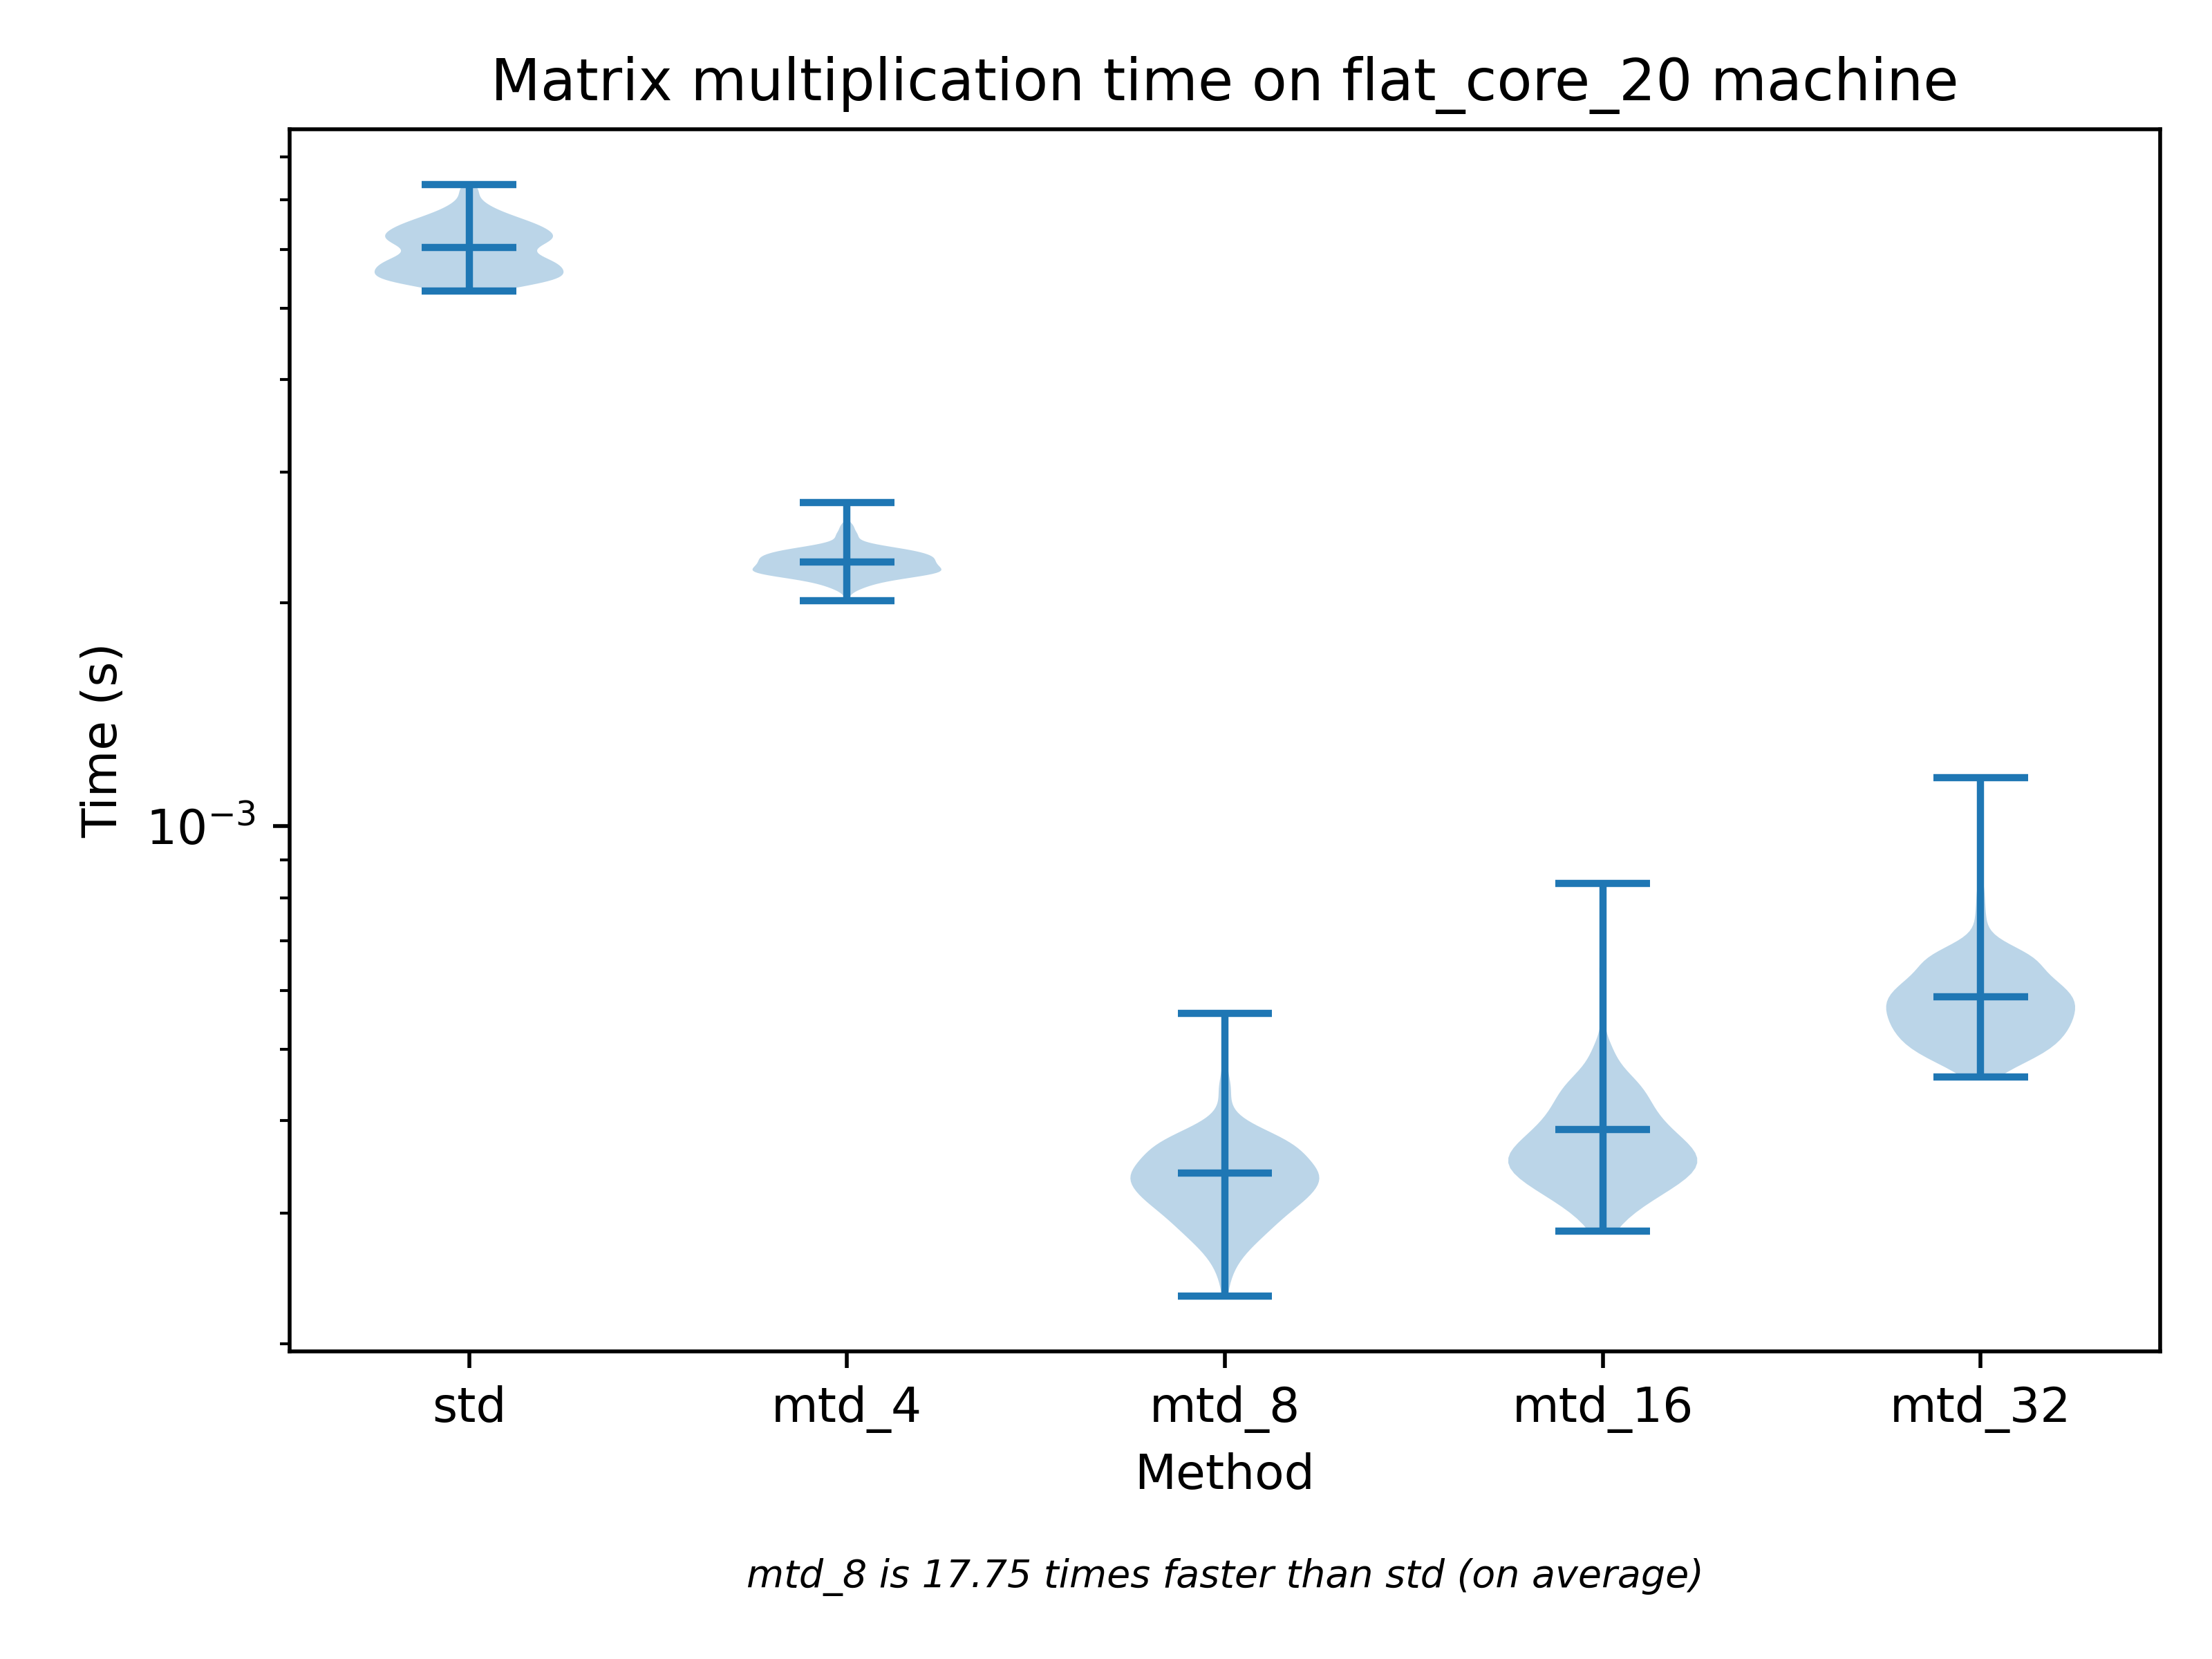 Matrix multiplication time on flat_core_20 machine
Time (s)
10⁻³
std mtd_4 mtd_8 mtd_16 mtd_32
Method
mtd_8 is 17.75 times faster than std (on average)